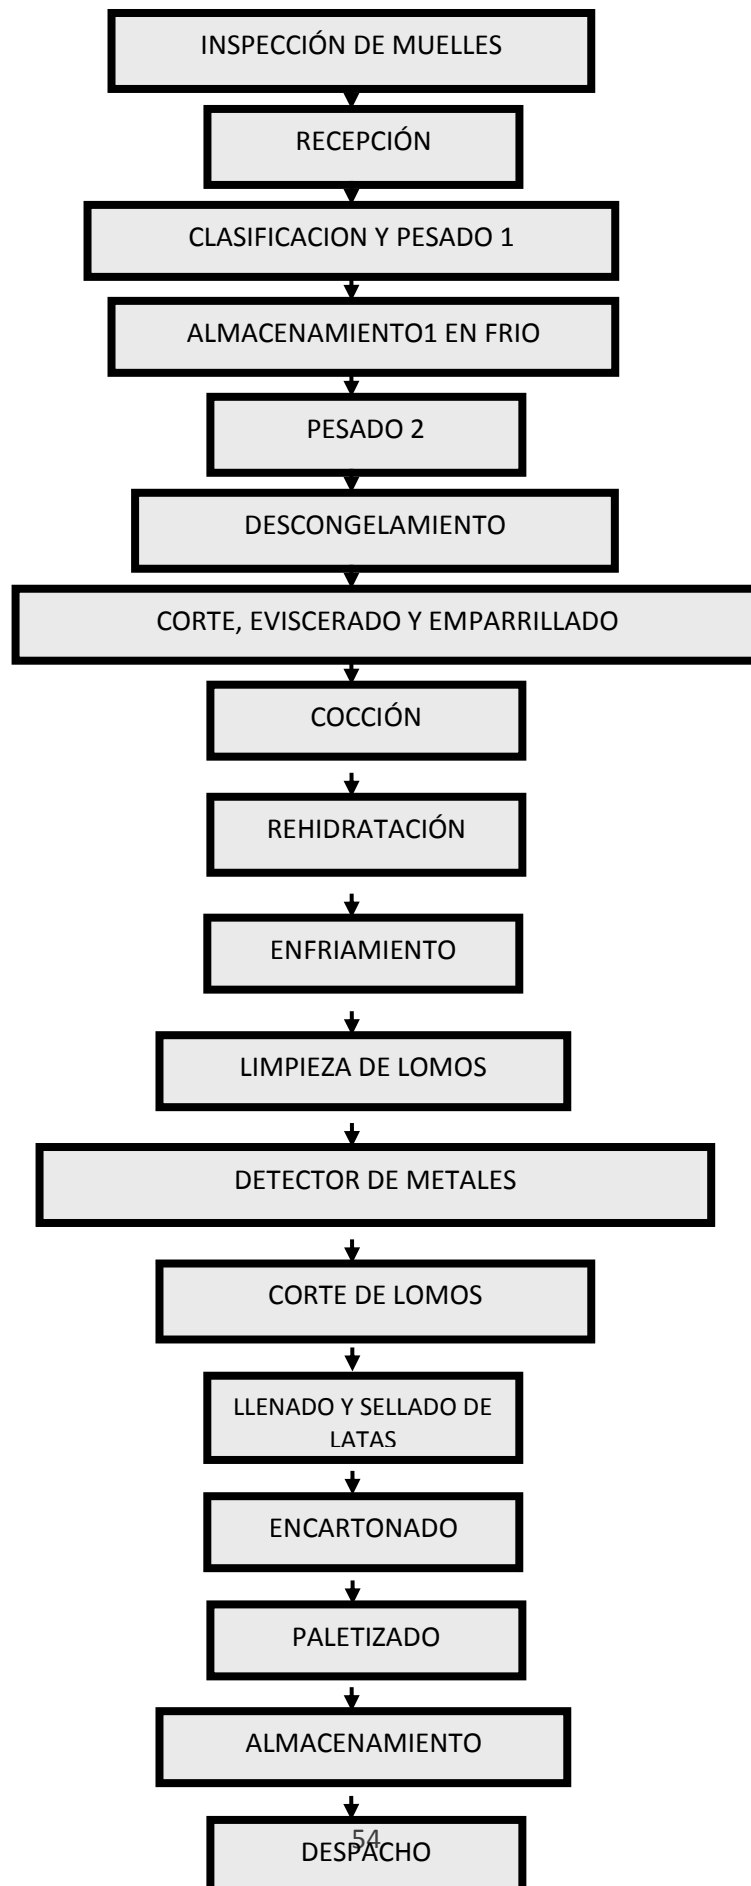 INSPECCIÓN DE MUELLES
RECEPCIÓN
CLASIFICACION Y PESADO 1
ALMACENAMIENTO1 EN FRIO
PESADO 2
DESCONGELAMIENTO
CORTE, EVISCERADO Y EMPARRILLADO
COCCIÓN
REHIDRATACIÓN
ENFRIAMIENTO
LIMPIEZA DE LOMOS
DETECTOR DE METALES
CORTE DE LOMOS
LLENADO Y SELLADO DE
LATAS
ENCARTONADO
PALETIZADO
ALMACENAMIENTO
54
DESPACHO